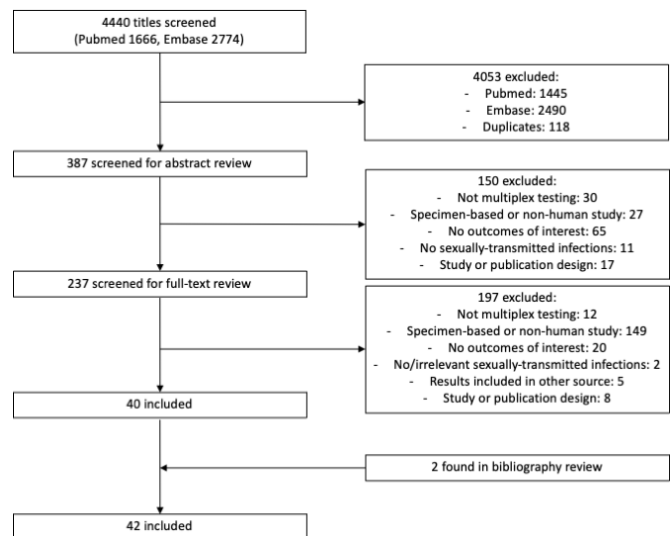 4440 titles screened
(Pubmed 1666, Embase 2774)
4053 excluded:
- Pubmed: 1445
- Embase: 2490
- Duplicates: 118
387 screened for abstract review
150 excluded:
- Not multiplex testing: 30
- Specimen-based or non-human study: 27
- No outcomes of interest: 65
- No sexually-transmitted infections: 11
- Study or publication design: 17
237 screened for full-text review
197 excluded:
- Not multiplex testing: 12
- Specimen-based or non-human study: 149
- No outcomes of interest: 20
- No/irrelevant sexually-transmitted infections: 2
- Results included in other source: 5
- Study or publication design: 8
40 included
2 found in bibliography review
42 included